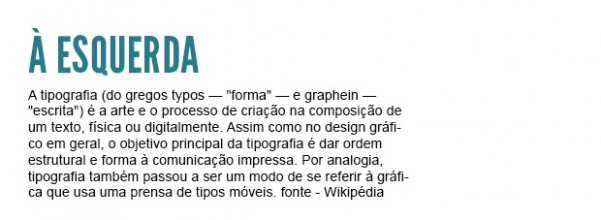 À ESQUERDA
A tipografia (do gregos typos — "forma" — e graphein —
"escrita") é a arte e o processo de criação na composição de
um texto, física ou digitalmente. Assim como no design gráfi-
co em geral, o objetivo principal da tipografia é dar ordem
estrutural e forma à comunicação impressa. Por analogia,
tipografia também passou a ser um modo de se referir à gráfi-
ca que usa uma prensa de tipos móveis. fonte - Wikipédia